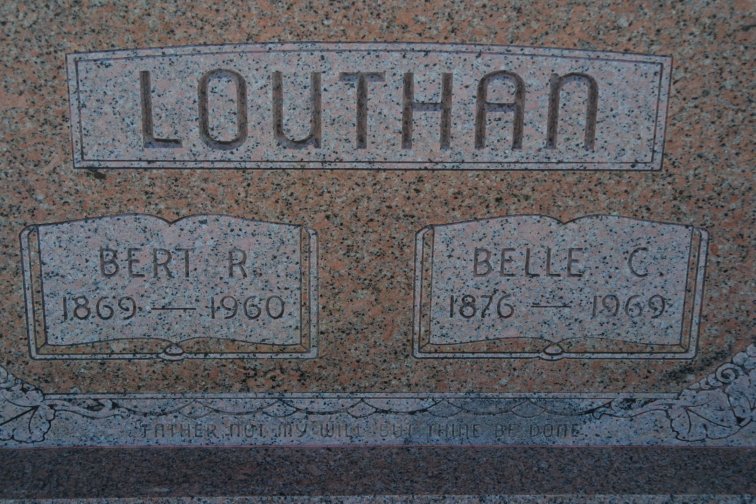 LOUTHAN
BERT R.
1869 — 1960
BELLE C.
1876 — 1969
FATHER NOT MY WILL BUT THINE BE DONE